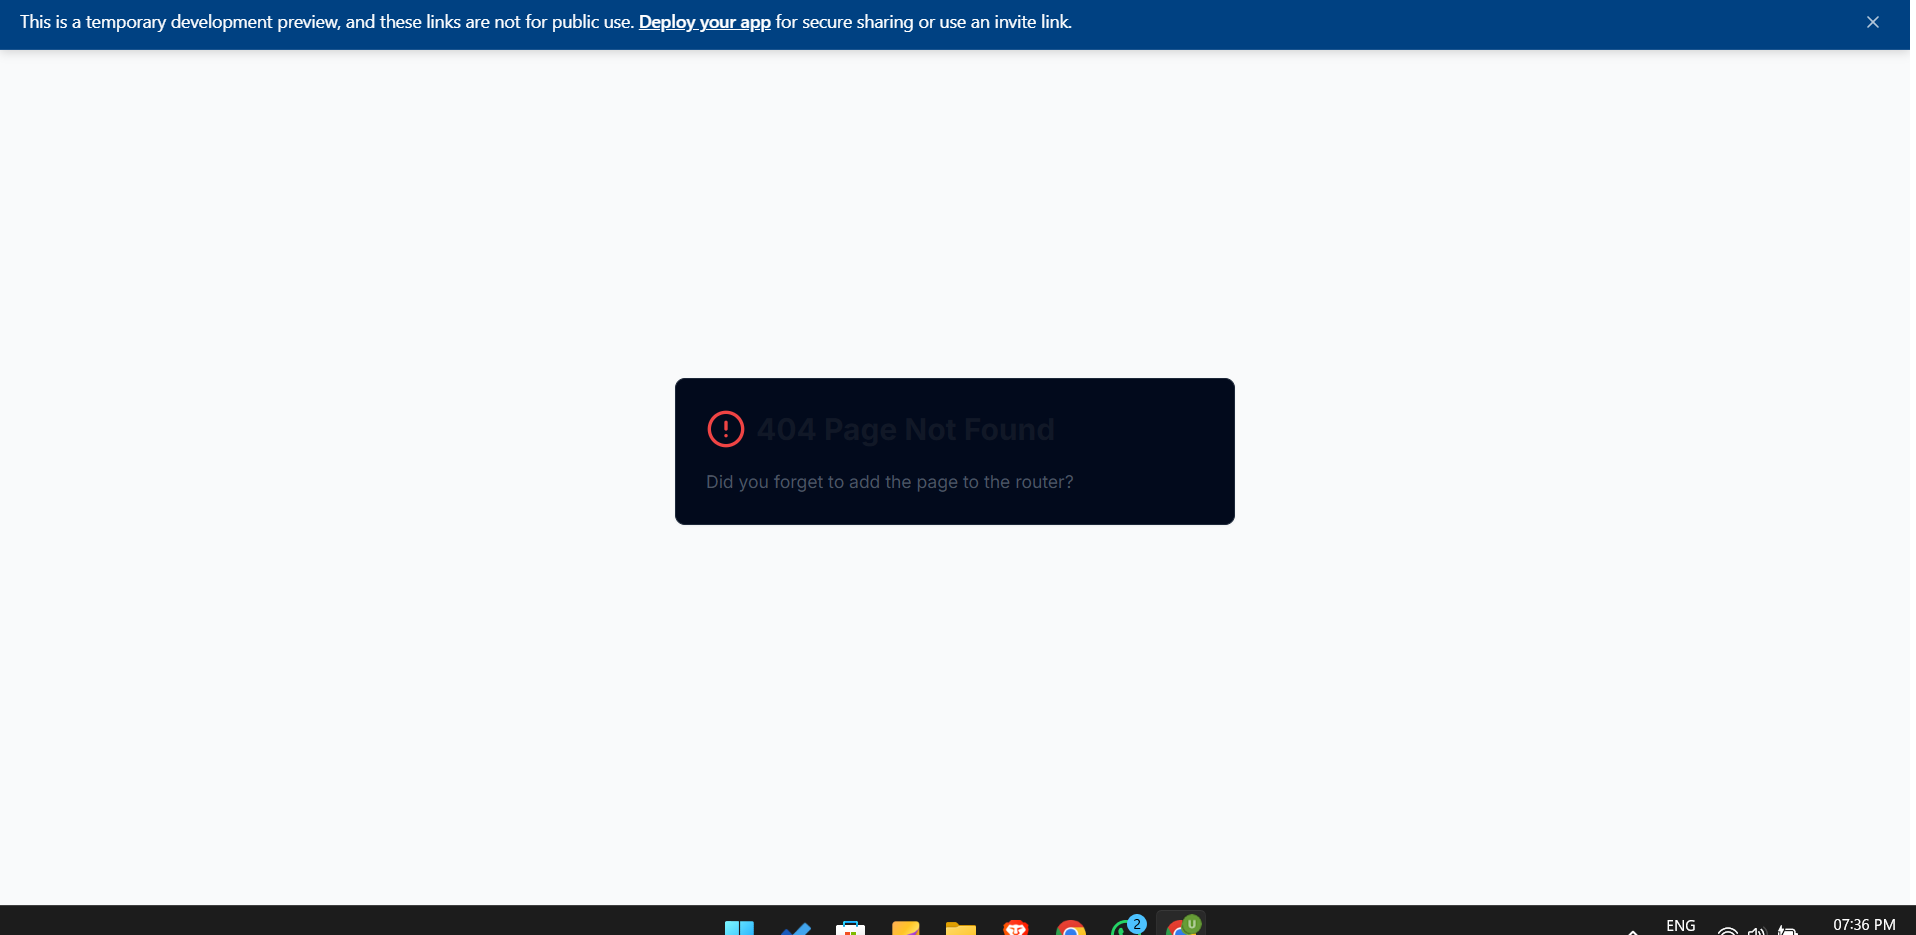 This is a temporary development preview, and these links are not for public use. Deploy your app for secure sharing or use an invite link.
404 Page Not Found
Did you forget to add the page to the router?
2
U
ENG
07:36 PM